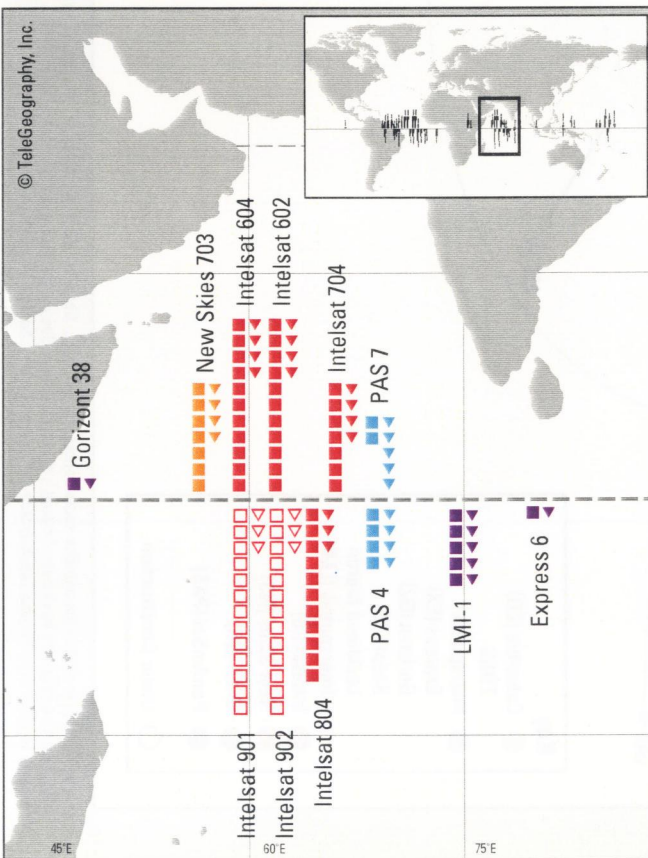 © TeleGeography, Inc.
Gorizont 38
New Skies 703
Intelsat 604
Intelsat 602
Intelsat 704
PAS 7
Intelsat 901
Intelsat 902
Intelsat 804
PAS 4
LMI-1
Express 6
45°E
60°E
75°E